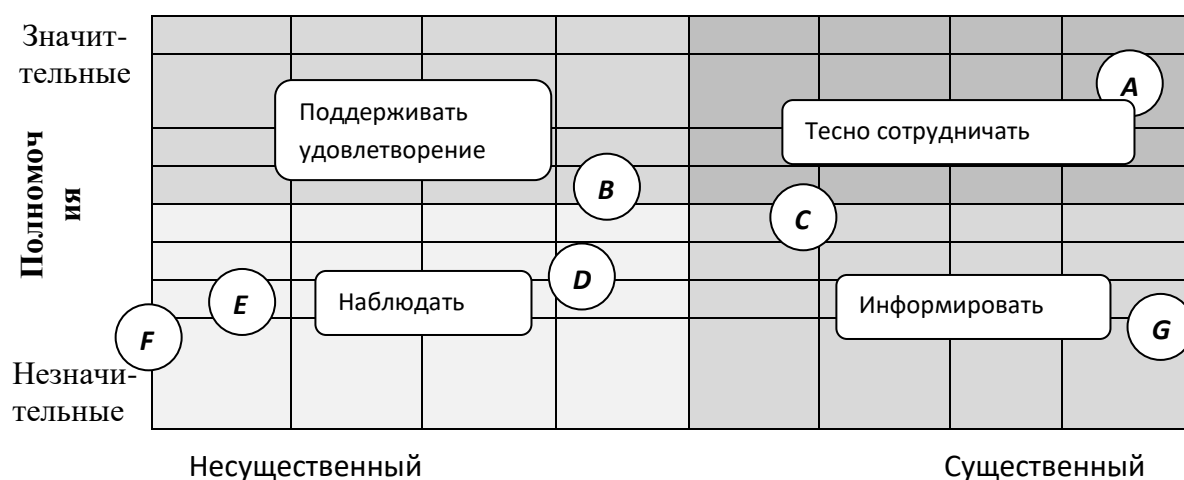 Значит-
тельные
Поддерживать
удовлетворение
Тесно сотрудничать
A
B
C
Полномоч
ия
D
E
Наблюдать
Информировать
F
G
Незначи-
тельные
Несущественный
Существенный